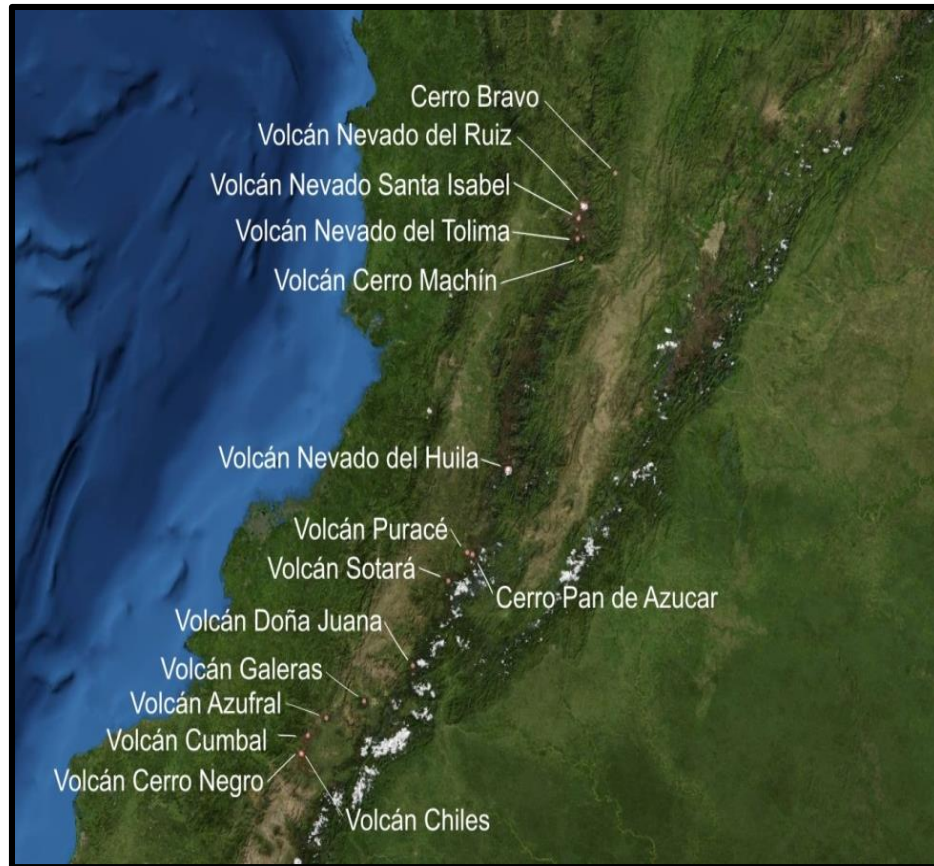 Cerro Bravo
Volcán Nevado del Ruiz
Volcán Nevado Santa Isabel
Volcán Nevado del Tolima
Volcán Cerro Machín
Volcán Nevado del Huila
Volcán Puracé
Volcán Sotará
Cerro Pan de Azucar
Volcán Doña Juana
Volcán Galeras
Volcán Azufral
Volcán Cumbal
Volcán Cerro Negro
Volcán Chiles